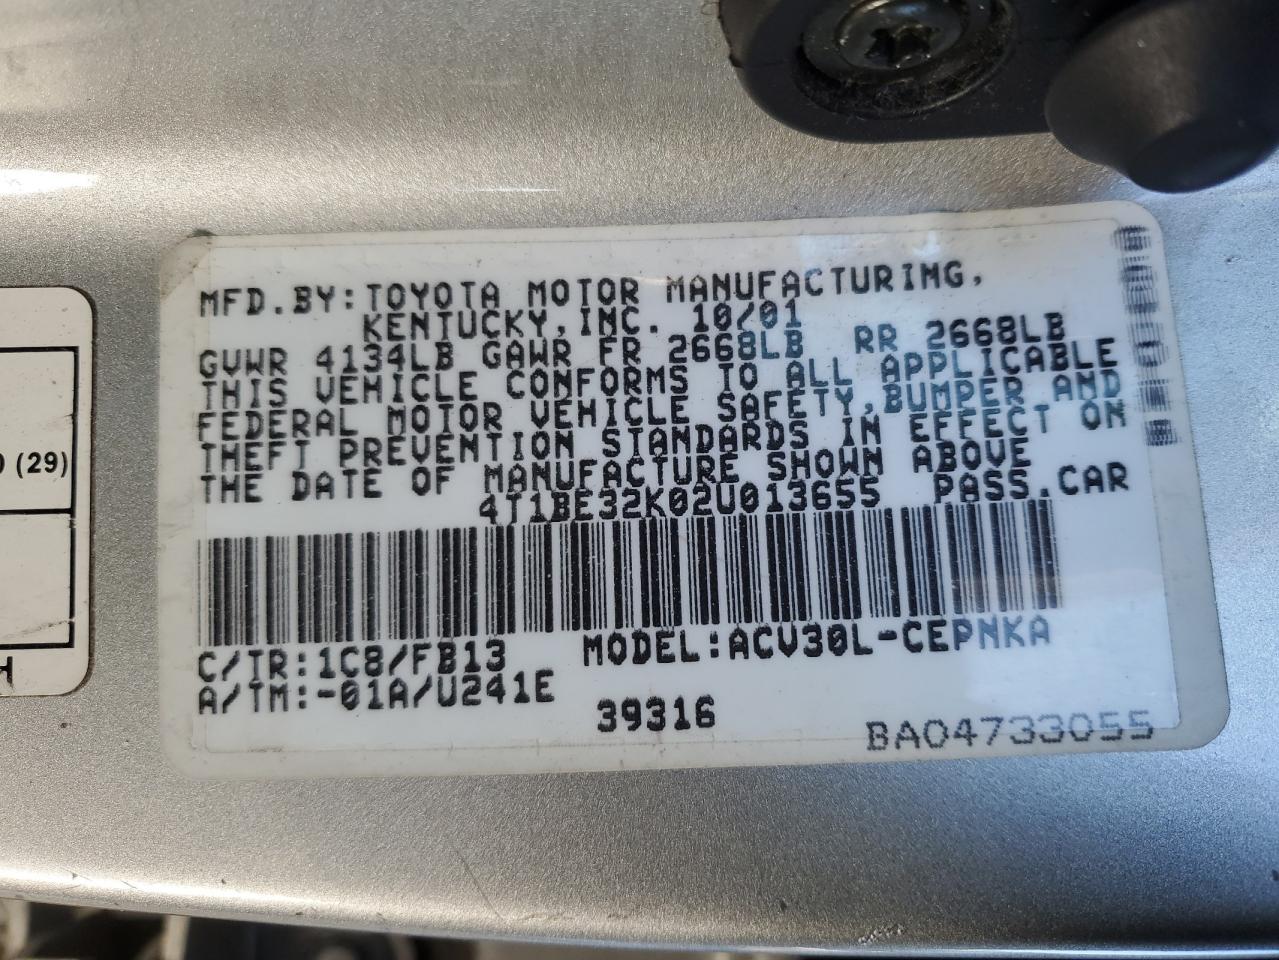 MFD.BY:TOYOTA MOTOR MANUFACTURING,
KENTUCKY,INC. 10/01
GVWR 4134LB GAWR FR 2668LB RR 2668LB
THIS VEHICLE CONFORMS TO ALL APPLICABLE
FEDERAL MOTOR VEHICLE SAFETY,BUMPER AND
THEFT PREVENTION STANDARDS IN EFFECT ON
THE DATE OF MANUFACTURE SHOWN ABOVE
4T1BE32K02U013655 PASS.CAR
C/TR:1C8/FB13 MODEL:ACV30L-CEPNKA
A/TM:-01A/U241E
39316
BA04733055
(29)